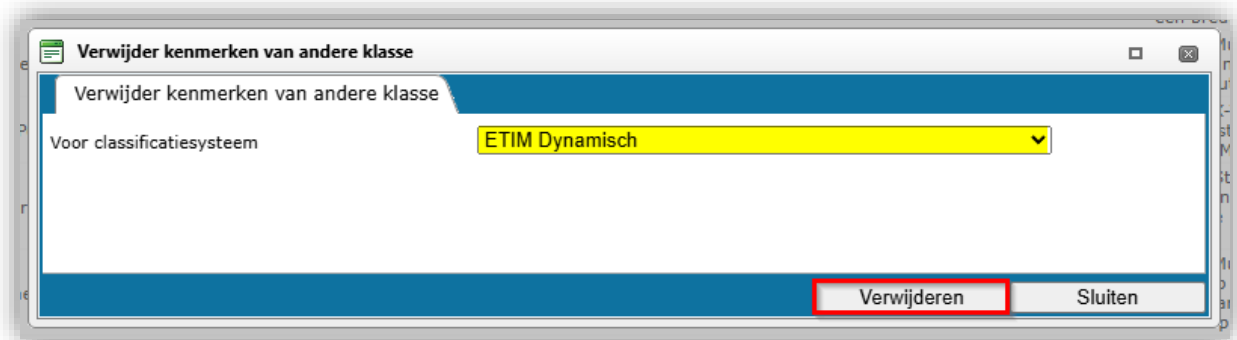 Verwijder kenmerken van andere klasse
Verwijder kenmerken van andere klasse
Voor classificatiesysteem
ETIM Dynamisch
Verwijderen
Sluiten